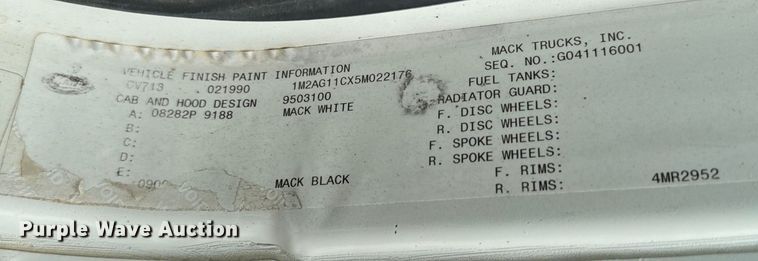 MACK TRUCKS, INC.
VEHICLE FINISH PAINT INFORMATION SEQ. NO.:G041116001
CV713 021990 1M2AG11CX5M022176 FUEL TANKS:
CAB AND HOOD DESIGN 9503100 RADIATOR GUARD:
A: 08282P 9188 MACK WHITE F. DISC WHEELS:
B: R. DISC WHEELS:
C: F. SPOKE WHEELS:
D: R. SPOKE WHEELS:
E: F. RIMS:
MACK BLACK R. RIMS: 4MR2952
Purple Wave Auction